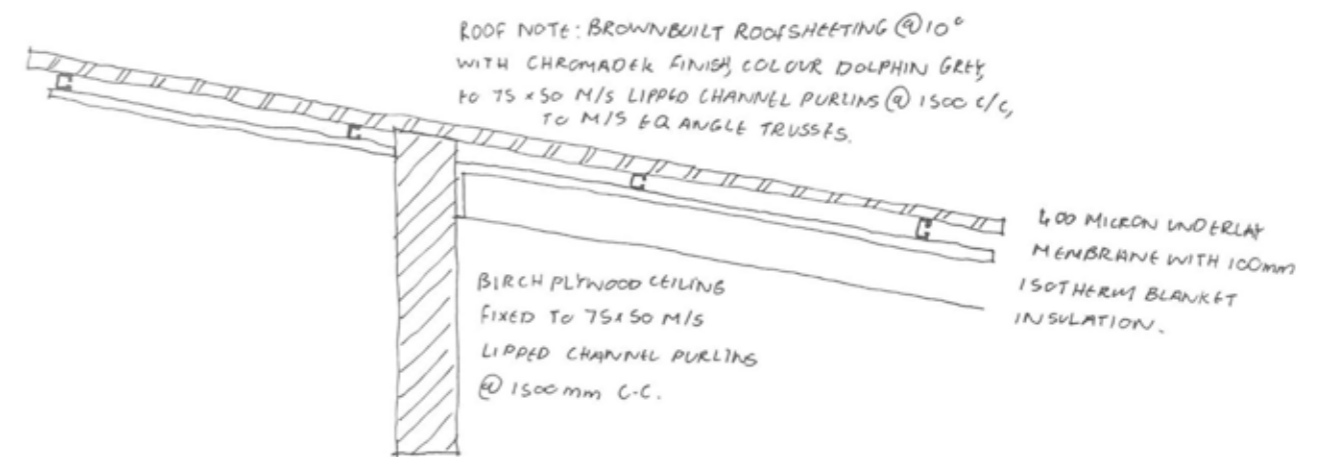 ROOF NOTE: BROWNBUILT ROOFSHEETING @ 10°
WITH CHROMADEK FINISH, COLOUR DOLPHIN GREY,
to 75 x 50 M/S LIPPED CHANNEL PURLINS @ 1500 C/C,
TO M/S EQ ANGLE TRUSSES.
400 MICRON UNDERLAY
MEMBRANE WITH 100mm
ISOTHERM BLANKET
INSULATION.
BIRCH PLYWOOD CEILING
FIXED TO 75x50 M/S
LIPPED CHANNEL PURLINS
@ 1500 mm C-C.